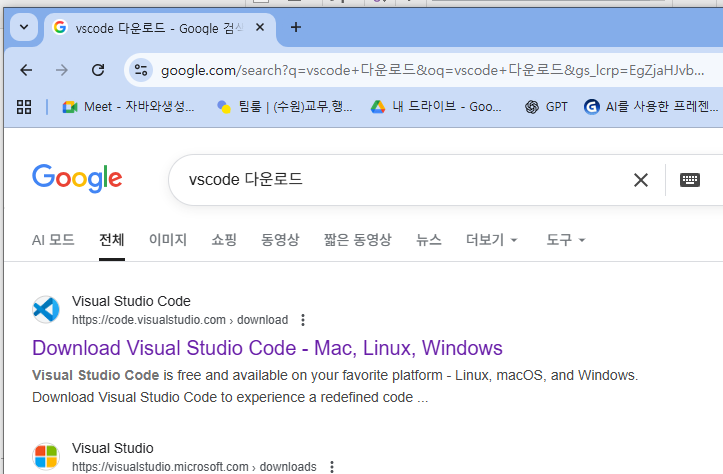 vscode 다운로드 - Google 검색
google.com/search?q=vscode+다운로드&oq=vscode+다운로드&gs_lcrp=EgZjaHJvb...
Meet - 자바와생성... 팀룸 | (수원)교무,행... 내 드라이브 - Goo... GPT AI를 사용한 프레젠...
Google vscode 다운로드
AI 모드 전체 이미지 쇼핑 동영상 짧은 동영상 뉴스 더보기 도구
Visual Studio Code
https://code.visualstudio.com › download
Download Visual Studio Code - Mac, Linux, Windows
Visual Studio Code is free and available on your favorite platform - Linux, macOS, and Windows.
Download Visual Studio Code to experience a redefined code ...
Visual Studio
https://visualstudio.microsoft.com › downloads